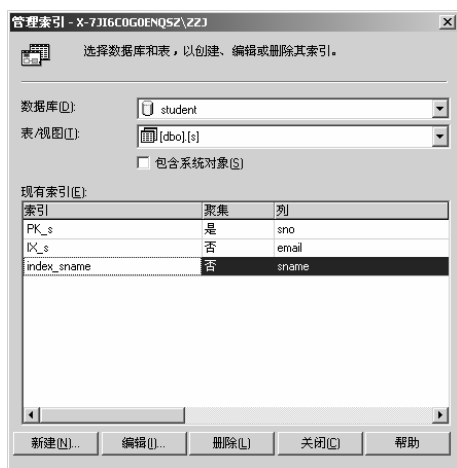 管理索引 - X-7JI6C0G0ENQSZ\ZZJ
选择数据库和表，以创建、编辑或删除其索引。
数据库(D):
student
表/视图(T):
[dbo].[s]
包含系统对象(S)
现有索引(E):
索引 聚集 列
PK_s 是 sno
IX_s 否 email
index_sname 否 sname
新建(N)... 编辑(I)... 删除(L) 关闭(C) 帮助